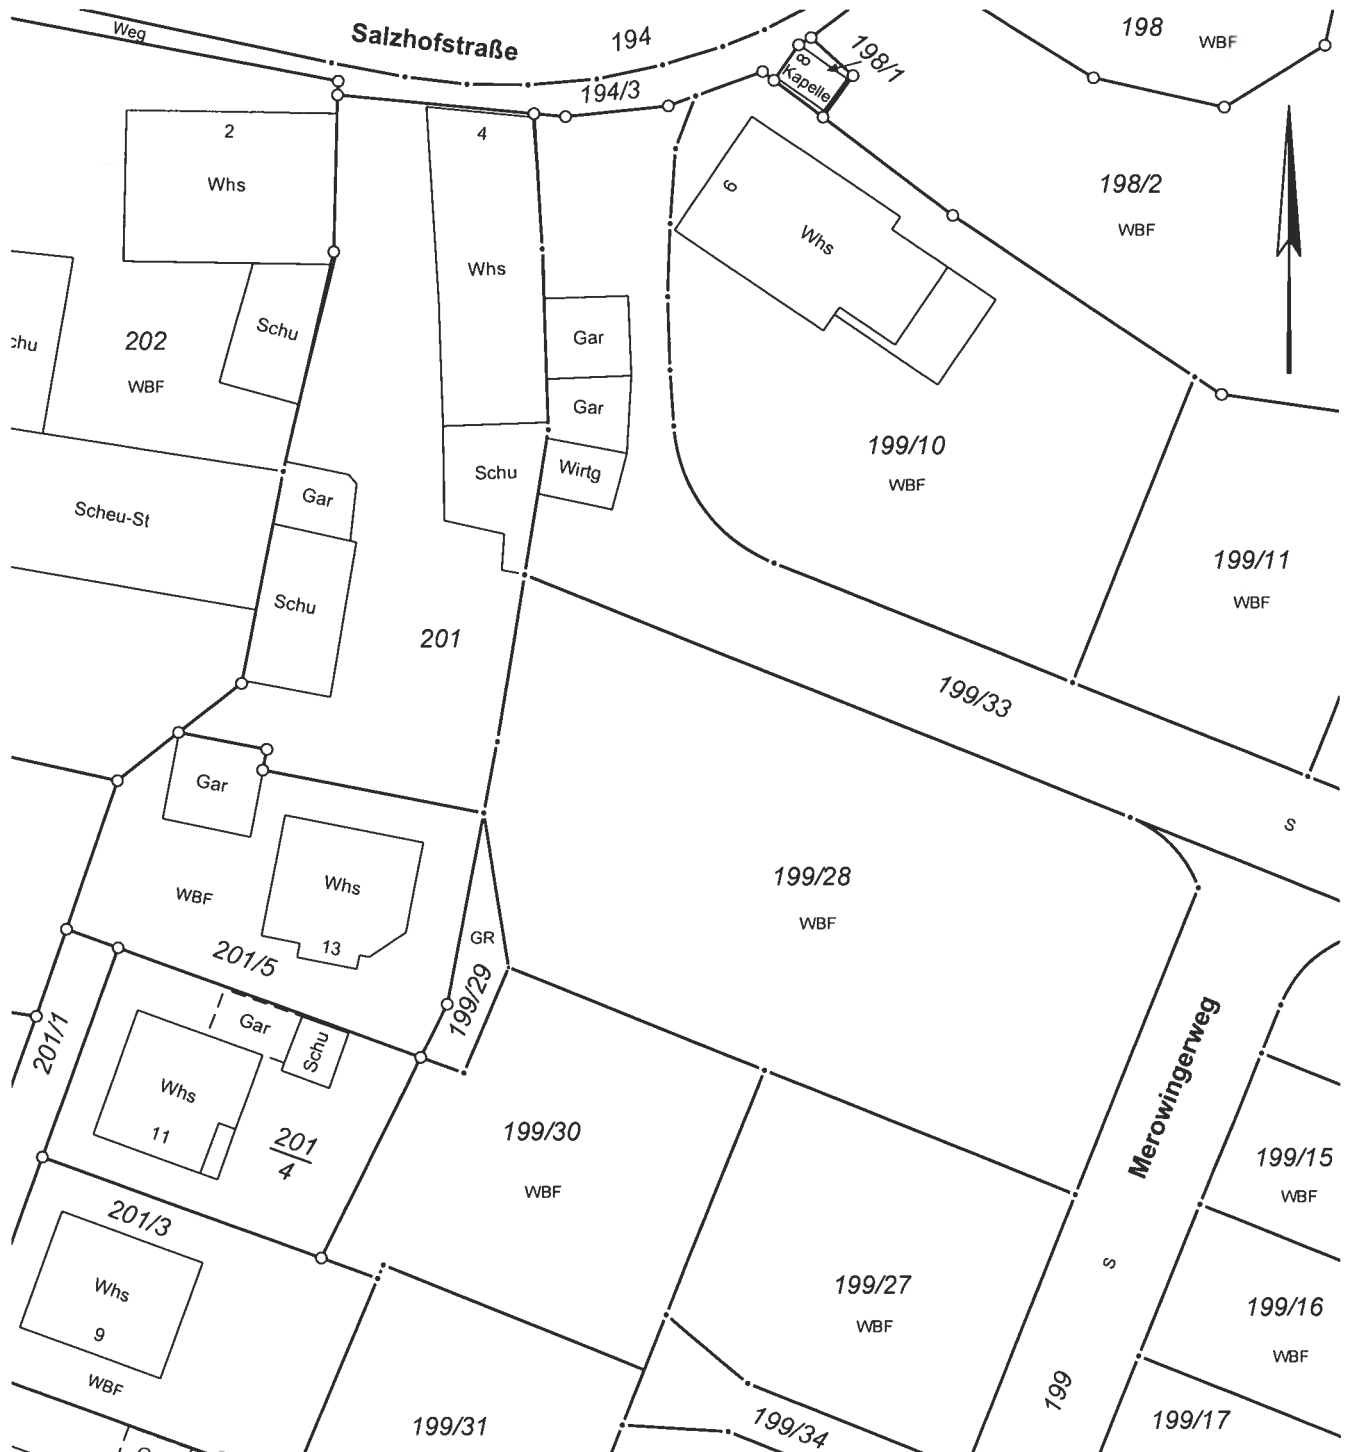 Weg
Salzhofstraße
194
194/3
8
Kapelle
198/1
198
WBF
2
Whs
4
Whs
6
Whs
198/2
WBF
Schu
chu
202
WBF
Gar
Gar
Wirtg
Schu
199/10
WBF
Scheu-St
Gar
Schu
201
199/11
WBF
199/33
S
Gar
WBF
Whs
13
201/5
GR
199/29
199/28
WBF
201/1
Gar
Schu
Whs
11
201
4
199/30
WBF
Merowingerweg
199/15
WBF
201/3
Whs
9
WBF
S
199/27
WBF
199/16
WBF
199
199/31
199/34
199/17